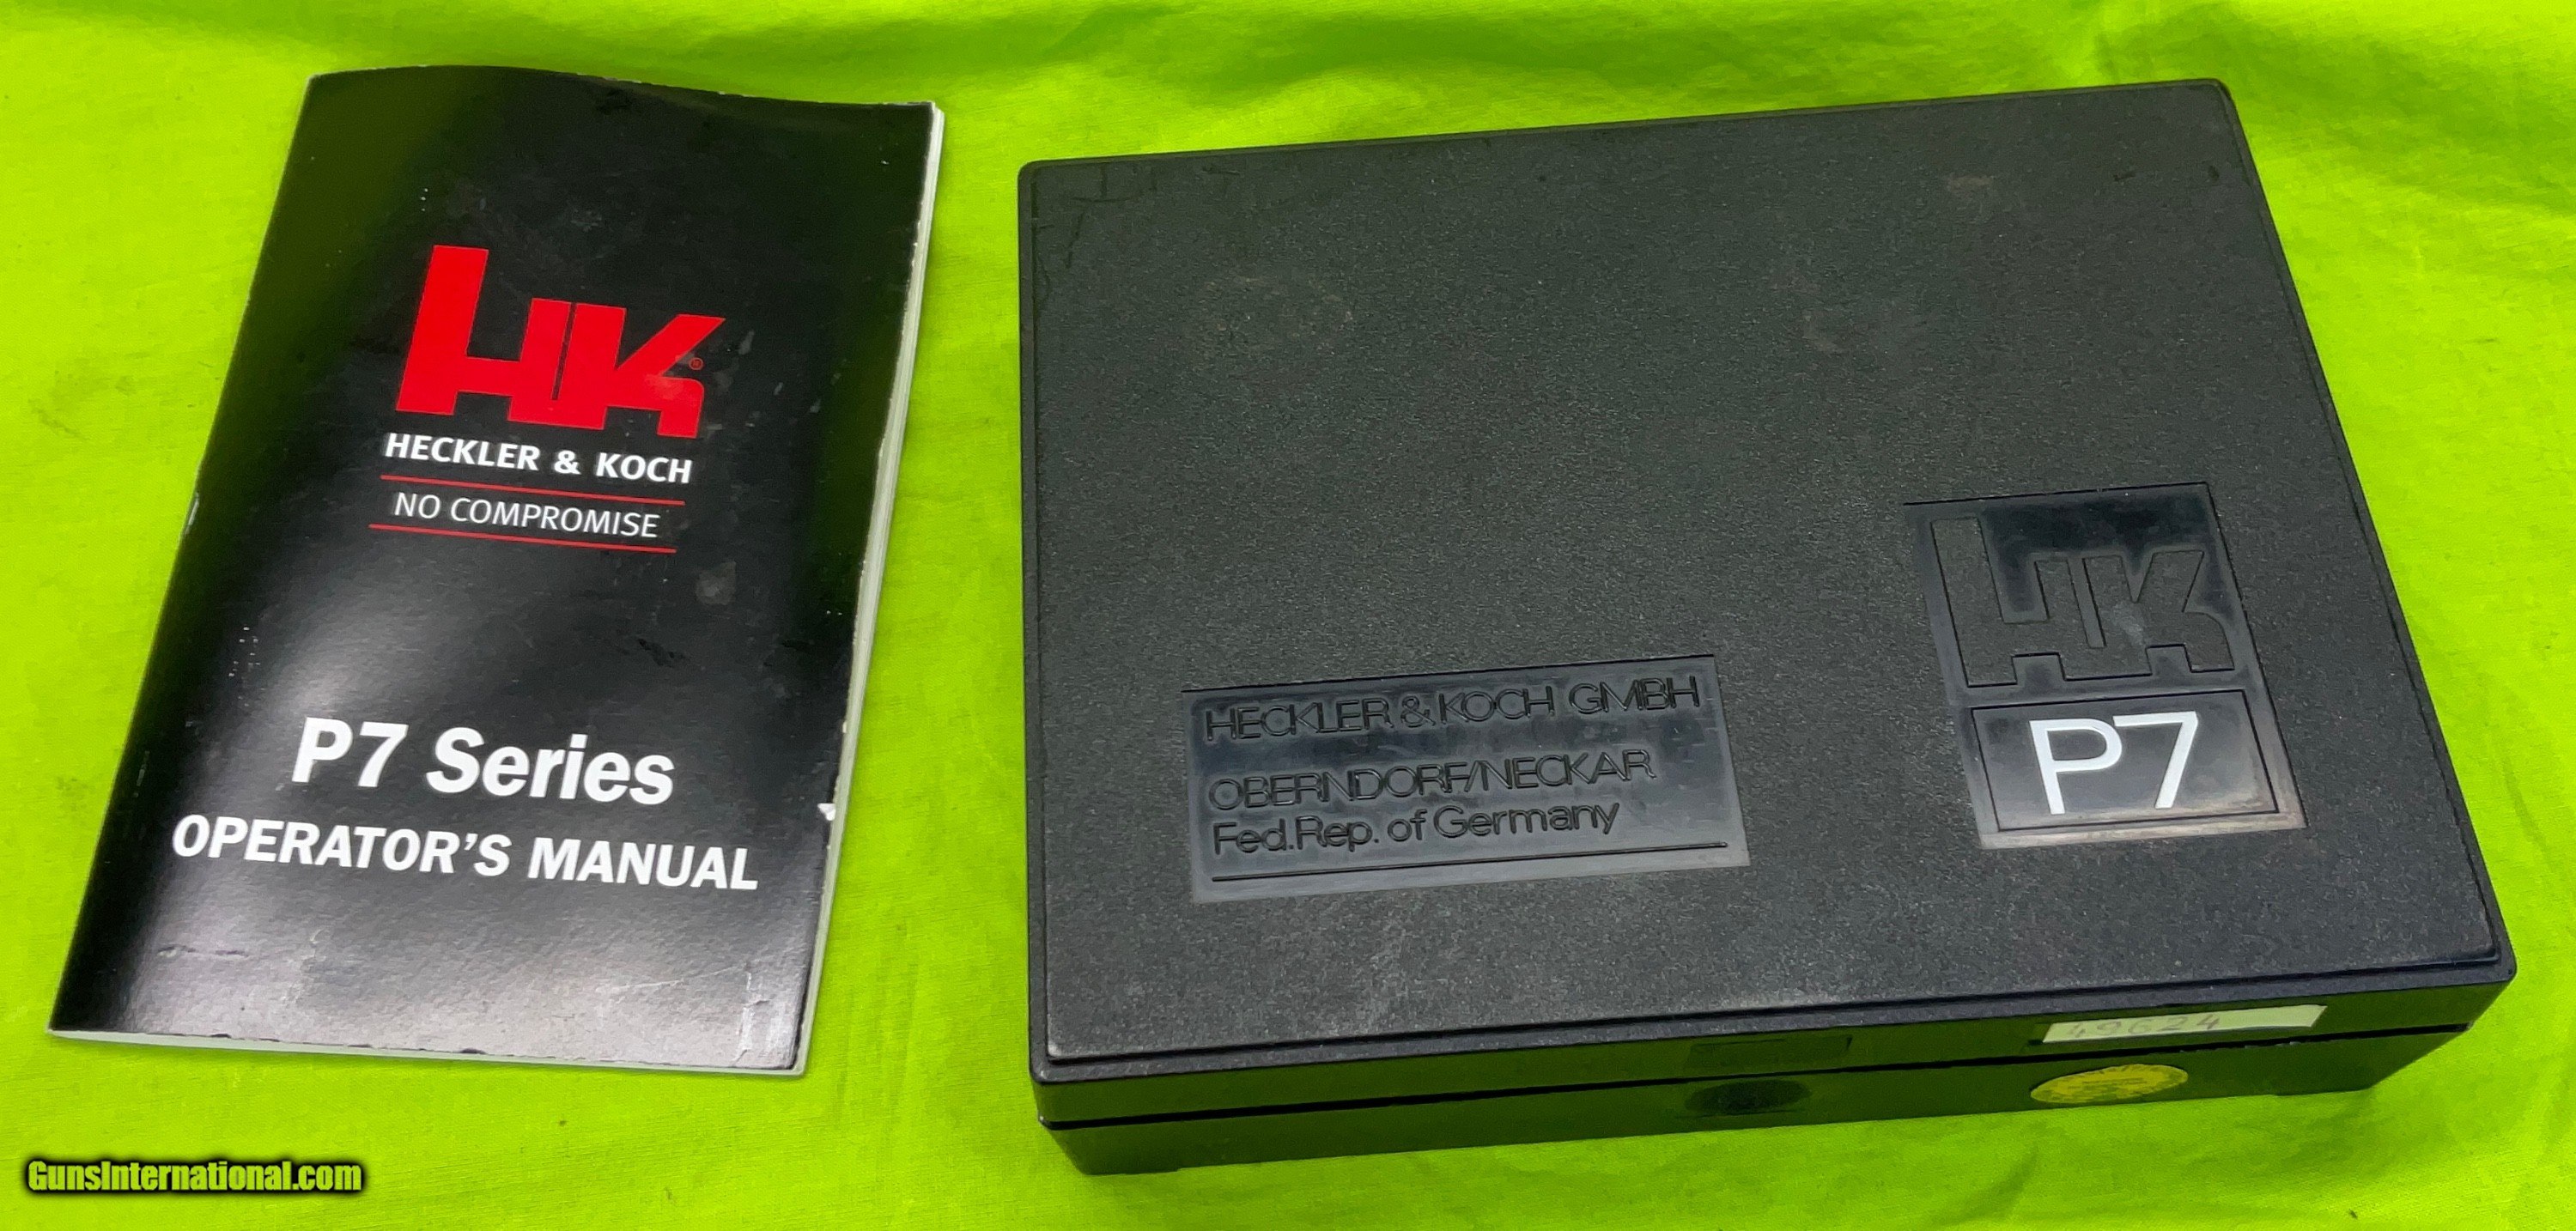 HK®
HECKLER & KOCH
NO COMPROMISE
P7 Series
OPERATOR'S MANUAL
HECKLER & KOCH GMBH
OBERNDORF/NECKAR
Fed.Rep. of Germany
HK
P7
49624
GunsInternational.com